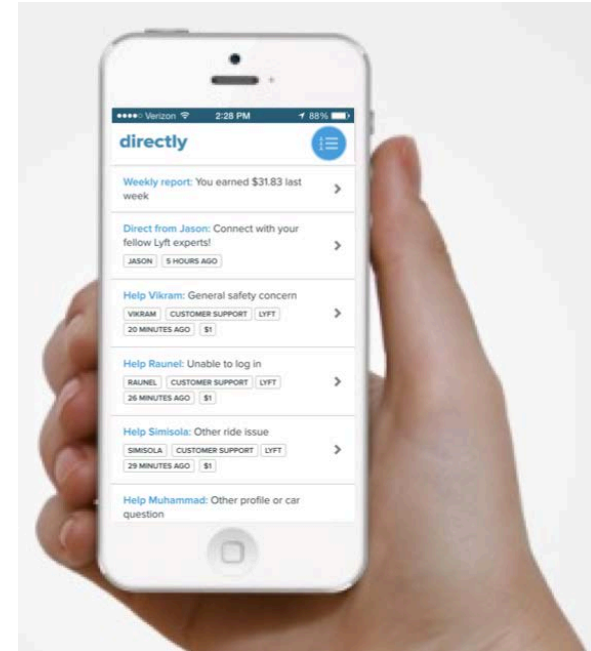 Verizon 2:28 PM 88%
directly
Weekly report: You earned $31.83 last
week
Direct from Jason: Connect with your
fellow Lyft experts!
JASON 5 HOURS AGO
Help Vikram: General safety concern
VIKRAM CUSTOMER SUPPORT LYFT
20 MINUTES AGO $1
Help Raunel: Unable to log in
RAUNEL CUSTOMER SUPPORT LYFT
26 MINUTES AGO $1
Help Simisola: Other ride issue
SIMISOLA CUSTOMER SUPPORT LYFT
29 MINUTES AGO $1
Help Muhammad: Other profile or car
question